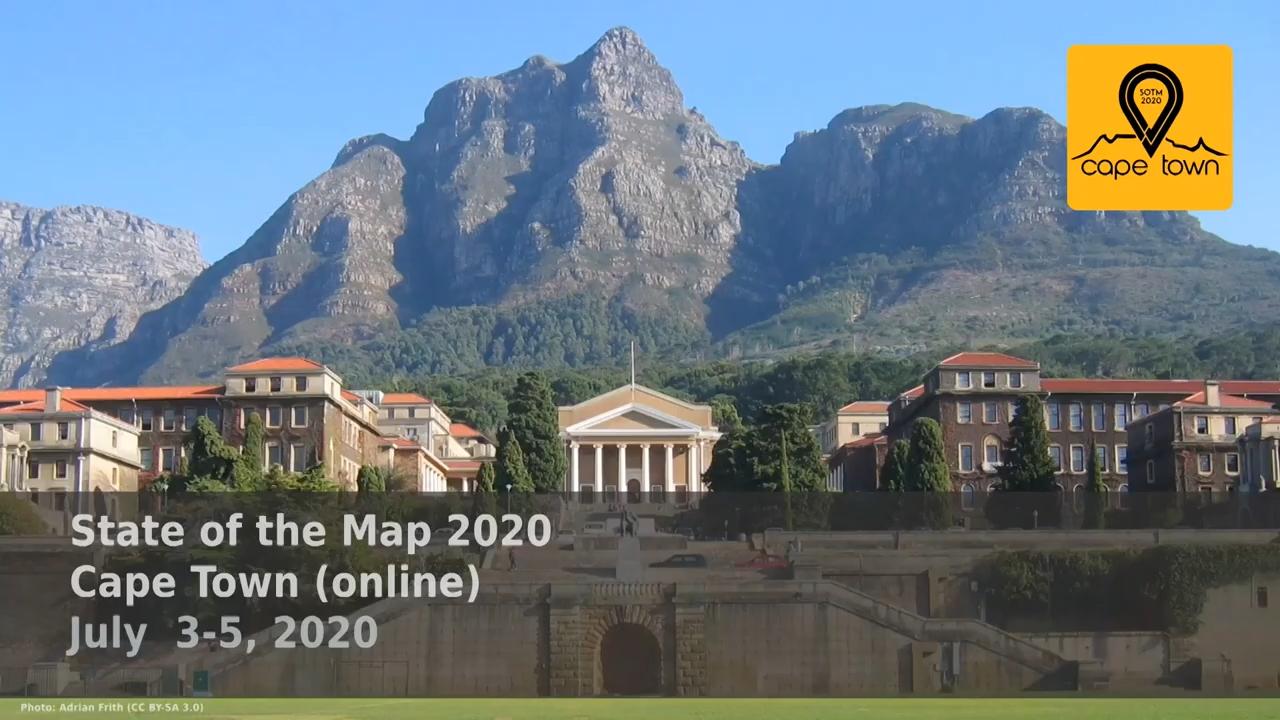 SOTM
2020
cape town
State of the Map 2020
Cape Town (online)
July 3-5, 2020
Photo: Adrian Frith (CC BY-SA 3.0)